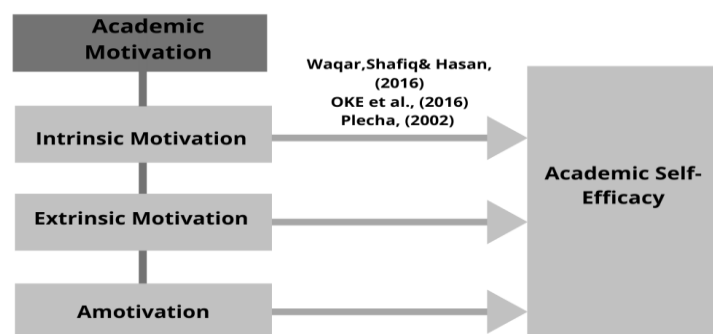 Academic
Motivation
Waqar,Shafiq& Hasan,
(2016)
OKE et al., (2016)
Plecha, (2002)
Intrinsic Motivation
Academic Self-
Efficacy
Extrinsic Motivation
Amotivation